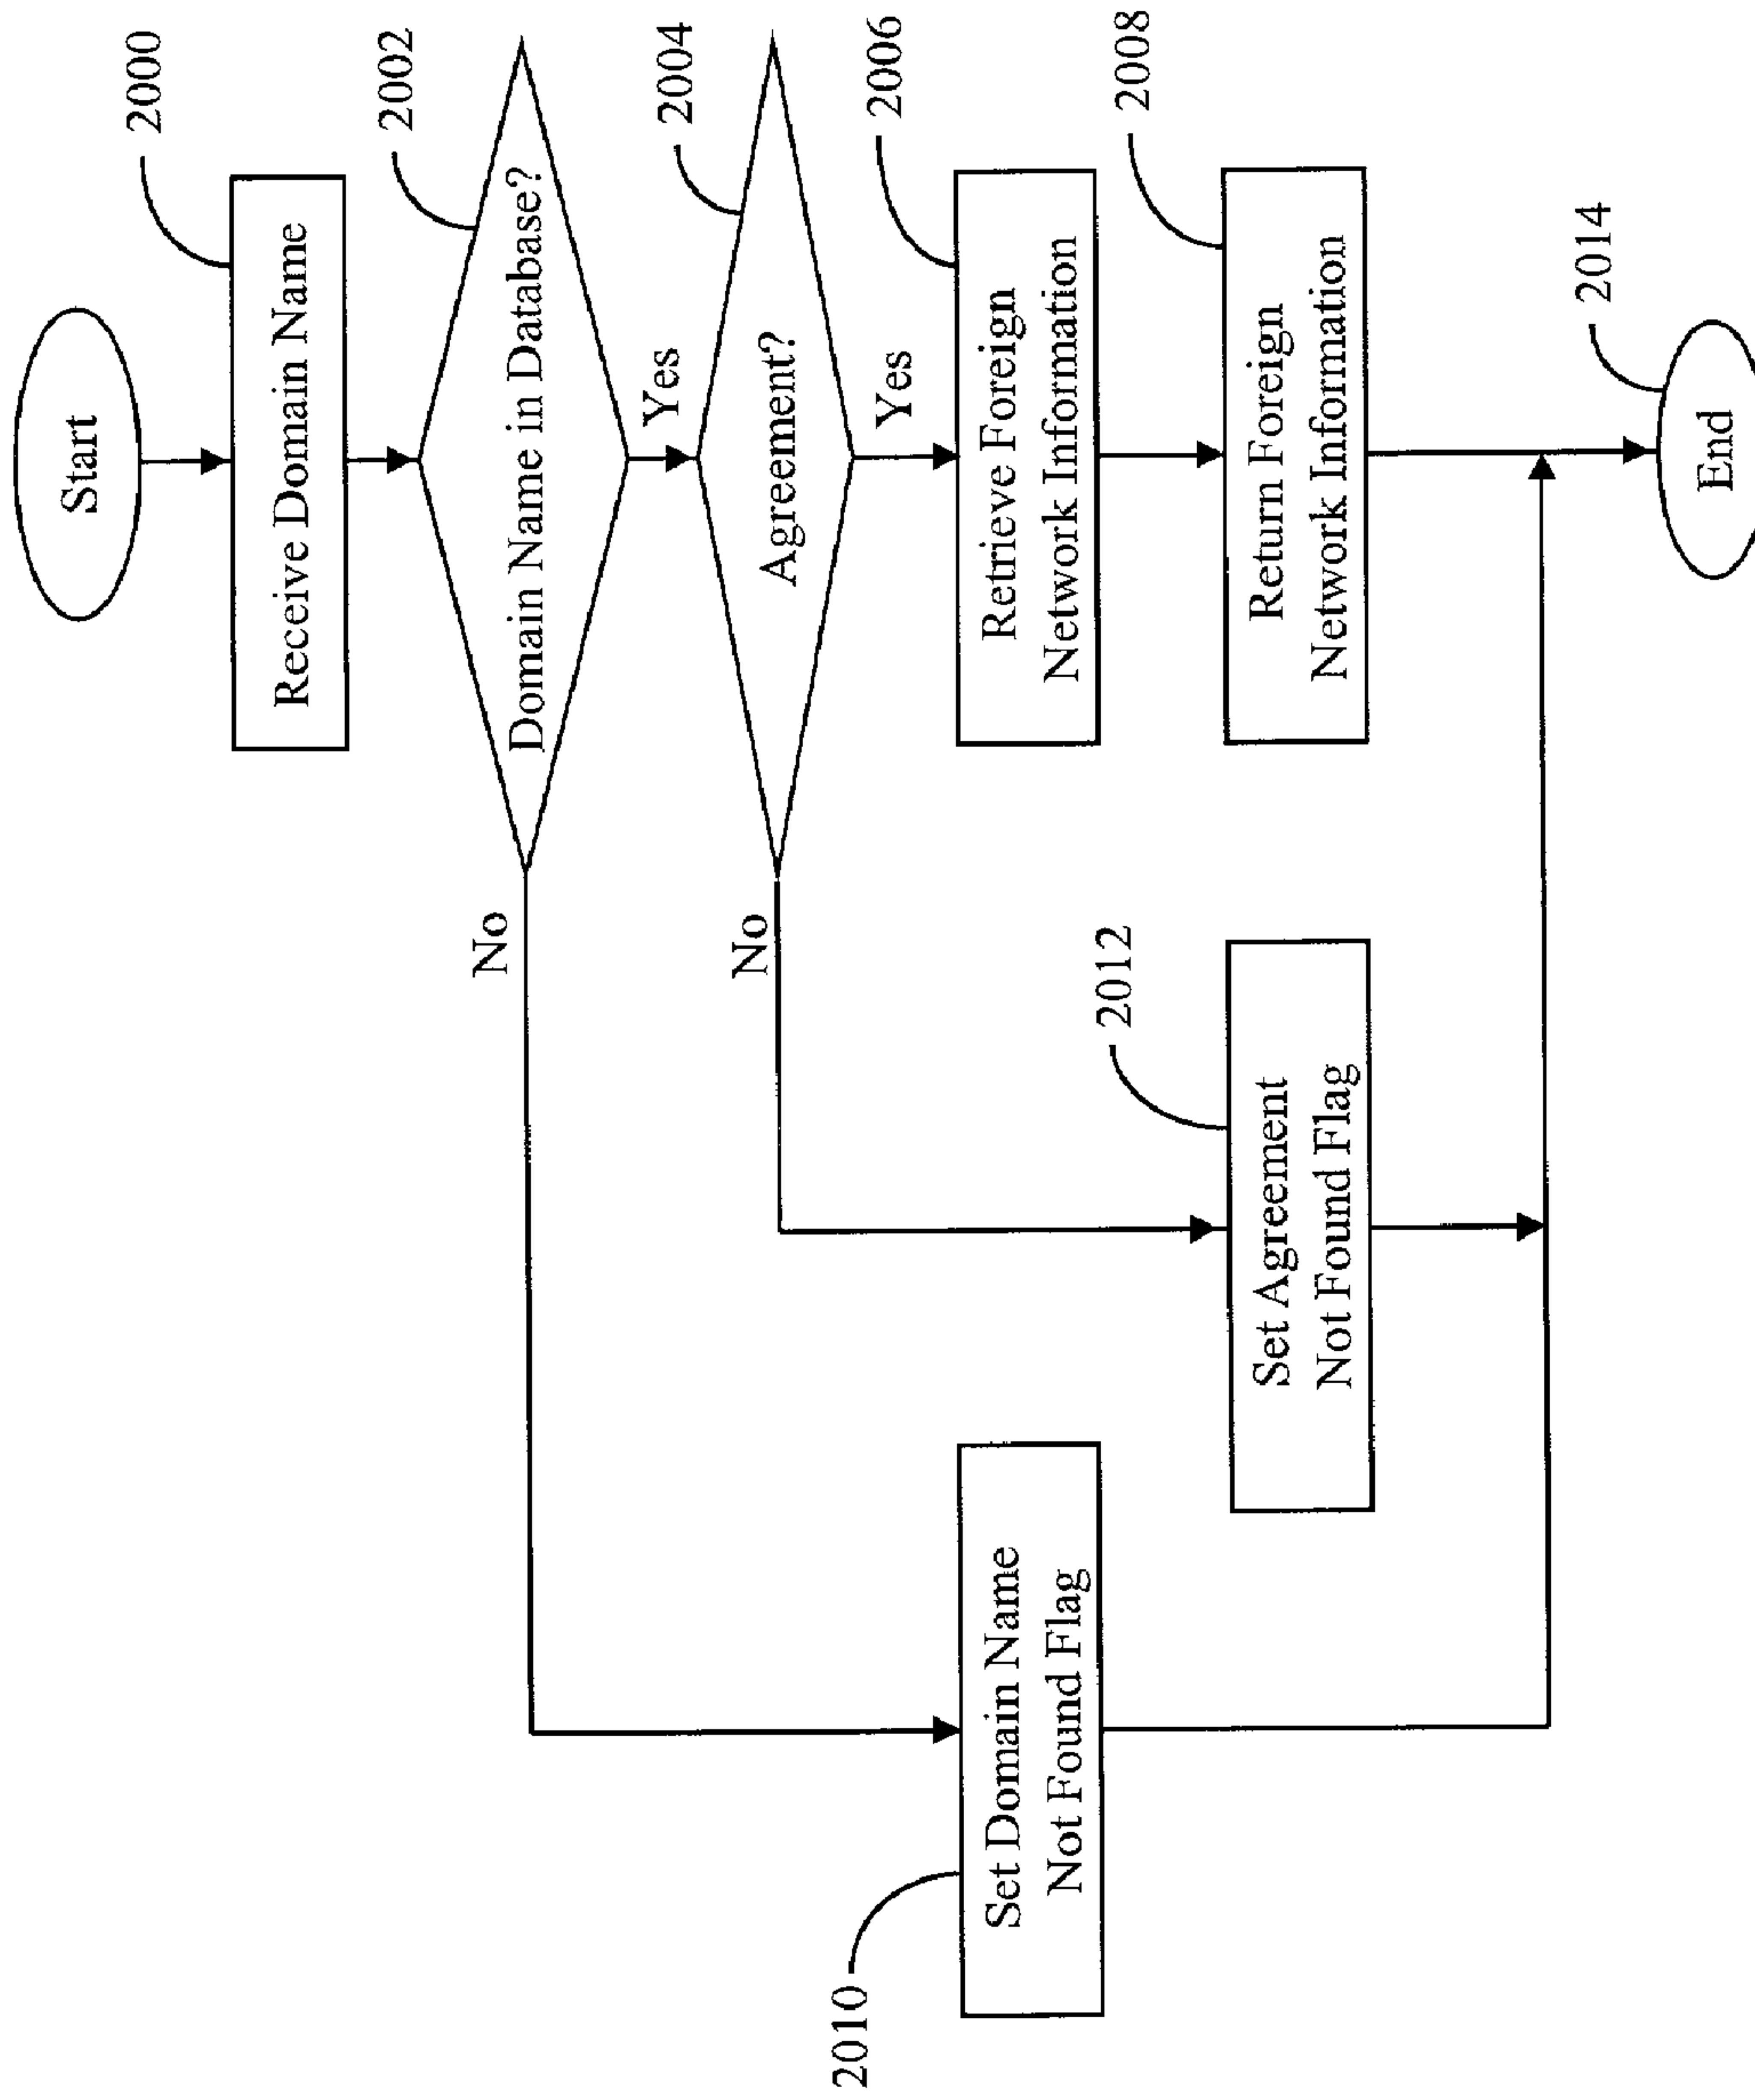 Start
2000
Receive Domain Name
2002
Domain Name in Database?
No
Yes
2004
Agreement?
No
Yes
2006
Retrieve Foreign
Network Information
2008
Return Foreign
Network Information
2010
Set Domain Name
Not Found Flag
2012
Set Agreement
Not Found Flag
2014
End